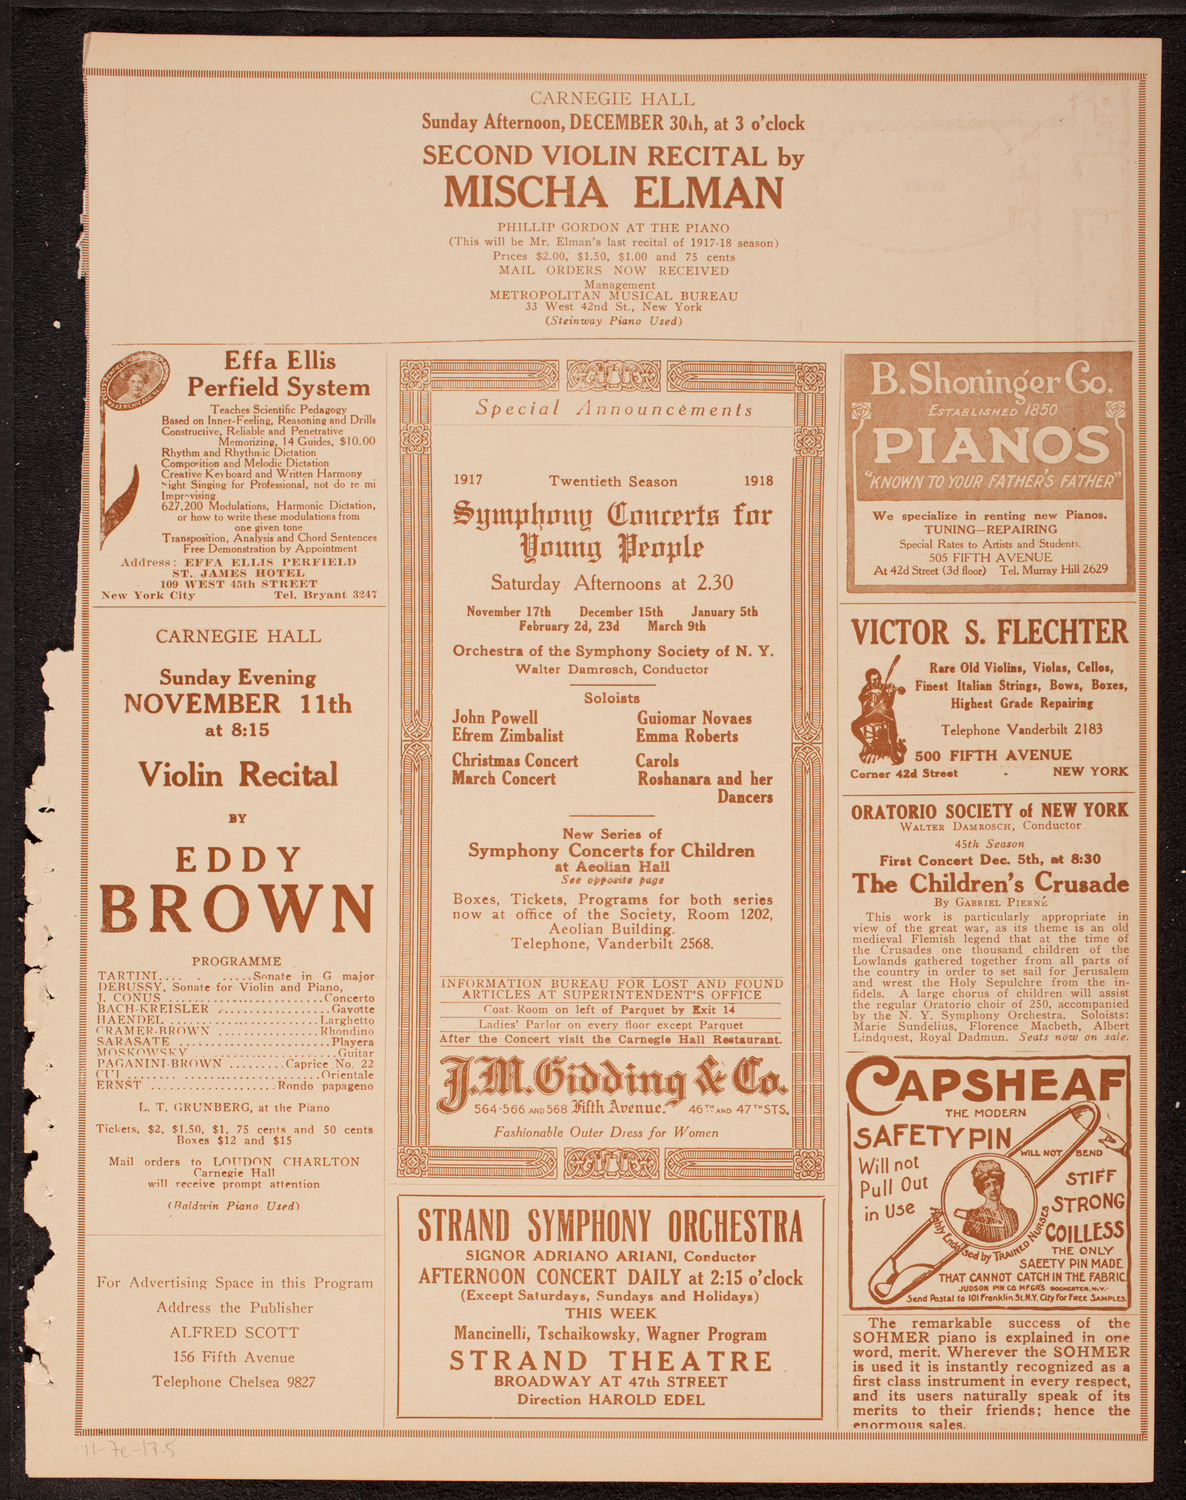 CARNEGIE HALL
Sunday Afternoon, DECEMBER 30th, at 3 o'clock
SECOND VIOLIN RECITAL by
MISCHA ELMAN
PHILLIP GORDON AT THE PIANO
(This will be Mr. Elman's last recital of 1917-18 season)
Prices $2.00, $1.50, $1.00 and 75 cents
MAIL ORDERS NOW RECEIVED
Management
METROPOLITAN MUSICAL BUREAU
33 West 42nd St., New York
(Steinway Piano Used)
Effa Ellis
Perfield System
Teaches Scientific Pedagogy
Based on Inner-Feeling, Reasoning and Drills
Constructive, Reliable and Penetrative
Memorizing, 14 Guides, $10.00
Rhythm and Rhythmic Dictation
Composition and Melodic Dictation
Creative Keyboard and Written Harmony
Sight Singing for Professional, not do re mi
Improvising
627,200 Modulations, Harmonic Dictation,
or how to write these modulations from
one given tone
Transposition, Analysis and Chord Sentences
Free Demonstration by Appointment
Address: EFFA ELLIS PERFIELD
ST. JAMES HOTEL
109 WEST 45th STREET
New York City Tel. Bryant 3247
CARNEGIE HALL
Sunday Evening
NOVEMBER 11th
at 8:15
Violin Recital
BY
EDDY
BROWN
PROGRAMME
TARTINI.... . .....Sonate in G major
DEBUSSY, Sonate for Violin and Piano,
J. CONUS ........................Concerto
BACH-KREISLER .................Gavotte
HAENDEL .......................Larghetto
CRAMER-BROWN ................Rhondino
SARASATE .......................Playera
MOSKOWSKY .......................Guitar
PAGANINI-BROWN .........Caprice No. 22
CUI ..............................Orientale
ERNST ....................Rondo papageno
L. T. GRUNBERG, at the Piano
Tickets, $2, $1.50, $1, 75 cents and 50 cents
Boxes $12 and $15
Mail orders to LOUDON CHARLTON
Carnegie Hall
will receive prompt attention
(Baldwin Piano Used)
For Advertising Space in this Program
Address the Publisher
ALFRED SCOTT
156 Fifth Avenue
Telephone Chelsea 9827
Special Announcements
1917 Twentieth Season 1918
Symphony Concerts for
Young People
Saturday Afternoons at 2.30
November 17th December 15th January 5th
February 2d, 23d March 9th
Orchestra of the Symphony Society of N. Y.
Walter Damrosch, Conductor
Soloists
John Powell Guiomar Novaes
Efrem Zimbalist Emma Roberts
Christmas Concert Carols
March Concert Roshanara and her
Dancers
New Series of
Symphony Concerts for Children
at Aeolian Hall
See opposite page
Boxes, Tickets, Programs for both series
now at office of the Society, Room 1202,
Aeolian Building.
Telephone, Vanderbilt 2568.
INFORMATION BUREAU FOR LOST AND FOUND
ARTICLES AT SUPERINTENDENT'S OFFICE
Coat Room on left of Parquet by Exit 14
Ladies' Parlor on every floor except Parquet
After the Concert visit the Carnegie Hall Restaurant.
J.M. Gidding & Co.
564-566 AND 568 Fifth Avenue. 46TH AND 47TH STS.
Fashionable Outer Dress for Women
STRAND SYMPHONY ORCHESTRA
SIGNOR ADRIANO ARIANI, Conductor
AFTERNOON CONCERT DAILY at 2:15 o'clock
(Except Saturdays, Sundays and Holidays)
THIS WEEK
Mancinelli, Tschaikowsky, Wagner Program
STRAND THEATRE
BROADWAY AT 47th STREET
Direction HAROLD EDEL
B. Shoninger Co.
ESTABLISHED 1850
PIANOS
"KNOWN TO YOUR FATHER'S FATHER"
We specialize in renting new Pianos.
TUNING—REPAIRING
Special Rates to Artists and Students.
505 FIFTH AVENUE
At 42d Street (3d floor) Tel. Murray Hill 2629
VICTOR S. FLECHTER
Rare Old Violins, Violas, Cellos,
Finest Italian Strings, Bows, Boxes,
Highest Grade Repairing
Telephone Vanderbilt 2183
500 FIFTH AVENUE
Corner 42d Street - NEW YORK
ORATORIO SOCIETY of NEW YORK
WALTER DAMROSCH, Conductor
45th Season
First Concert Dec. 5th, at 8:30
The Children's Crusade
By GABRIEL PIERNÉ
This work is particularly appropriate in
view of the great war, as its theme is an old
medieval Flemish legend that at the time of
the Crusades one thousand children of the
Lowlands gathered together from all parts of
the country in order to set sail for Jerusalem
and wrest the Holy Sepulchre from the in-
fidels. A large chorus of children will assist
the regular Oratorio choir of 250, accompanied
by the N. Y. Symphony Orchestra. Soloists:
Marie Sundelius, Florence Macbeth, Albert
Lindquest, Royal Dadmun. Seats now on sale.
CAPSHEAF
THE MODERN
SAFETY PIN
WILL NOT BEND
Will not
Pull Out
in Use
STIFF
STRONG
COILLESS
Highly Endorsed by TRAINED NURSES
THE ONLY
SAFETY PIN MADE
THAT CANNOT CATCH IN THE FABRIC.
JUDSON PIN CO. MFGRS ROCHESTER, N.Y.
Send Postal to 101 Franklin St. N.Y. City For FREE SAMPLES.
The remarkable success of the
SOHMER piano is explained in one
word, merit. Wherever the SOHMER
is used it is instantly recognized as a
first class instrument in every respect,
and its users naturally speak of its
merits to their friends; hence the
enormous sales.
11-7e-17.5